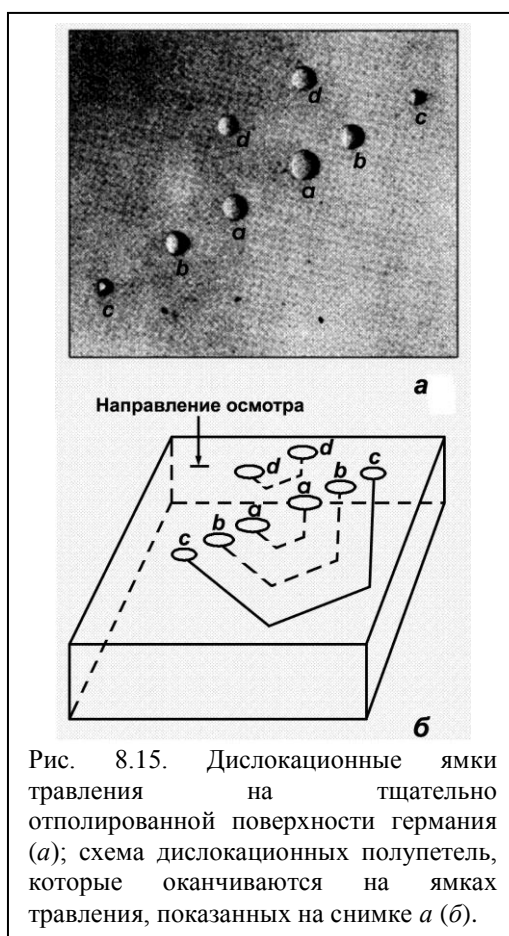 d
c
d
b
a
a
b
c
а
Направление осмотра
d
d
c
b
a
a
b
c
б
Рис. 8.15. Дислокационные ямки
травления на тщательно
отполированной поверхности германия
(а); схема дислокационных полупетель,
которые оканчиваются на ямках
травления, показанных на снимке а (б).